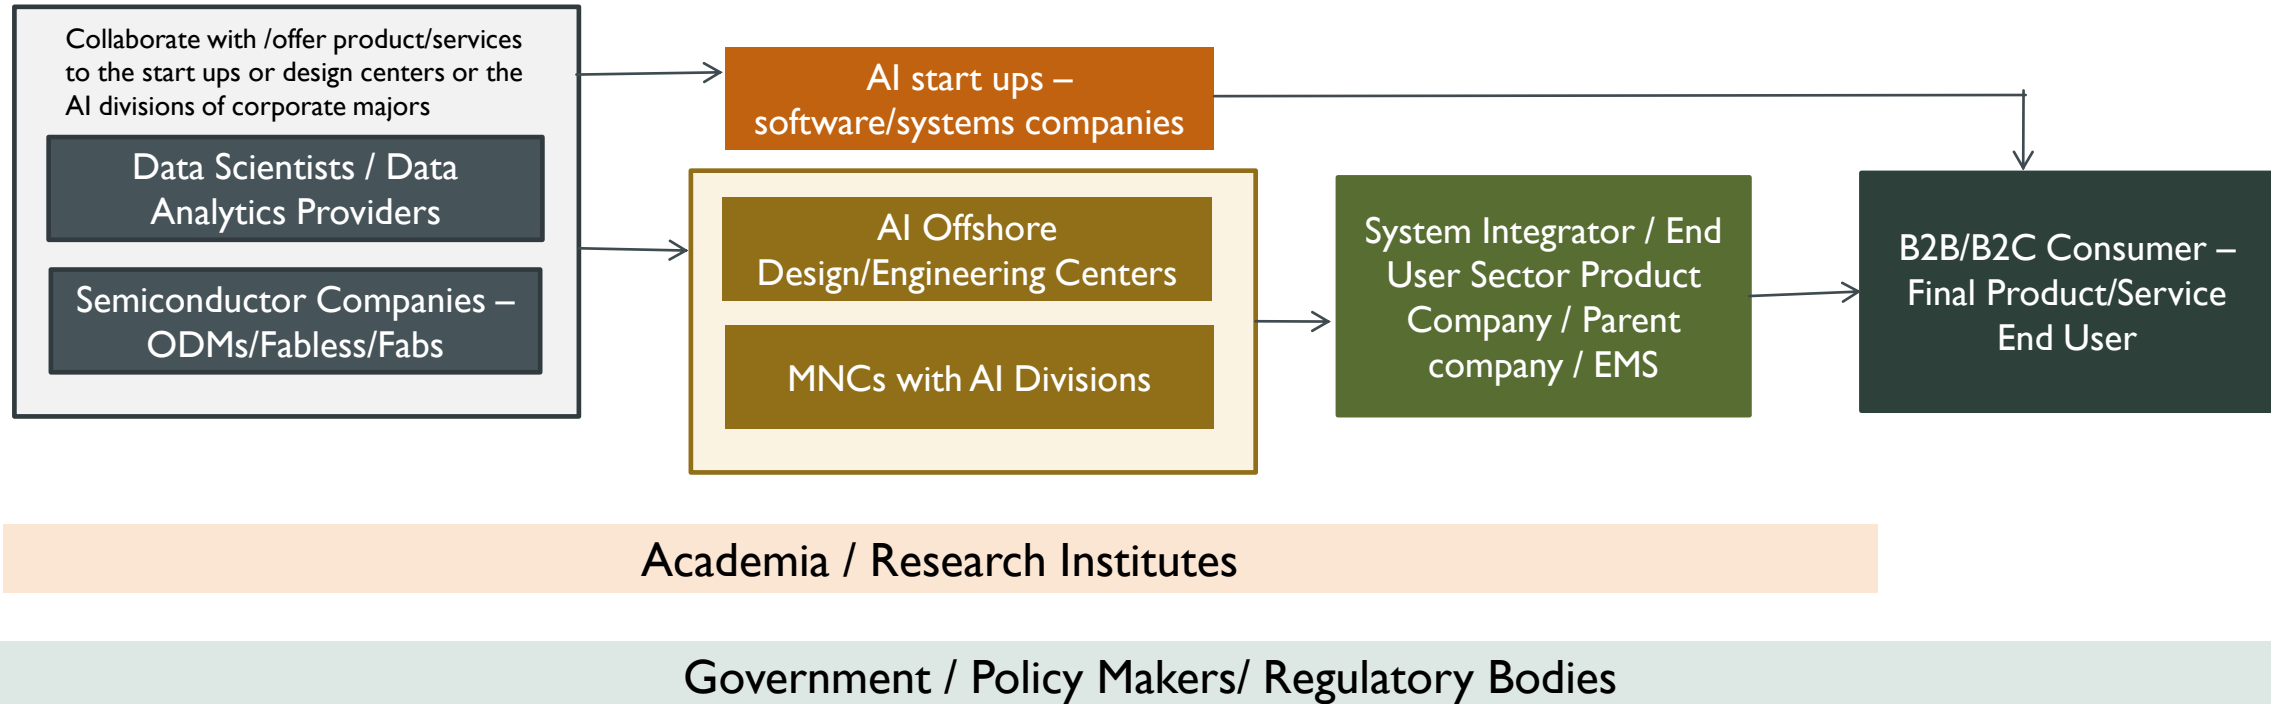 Collaborate with /offer product/services
to the start ups or design centers or the
AI divisions of corporate majors
Data Scientists / Data
Analytics Providers
Semiconductor Companies –
ODMs/Fabless/Fabs
AI start ups –
software/systems companies
AI Offshore
Design/Engineering Centers
MNCs with AI Divisions
System Integrator / End
User Sector Product
Company / Parent
company / EMS
B2B/B2C Consumer –
Final Product/Service
End User
Academia / Research Institutes
Government / Policy Makers/ Regulatory Bodies